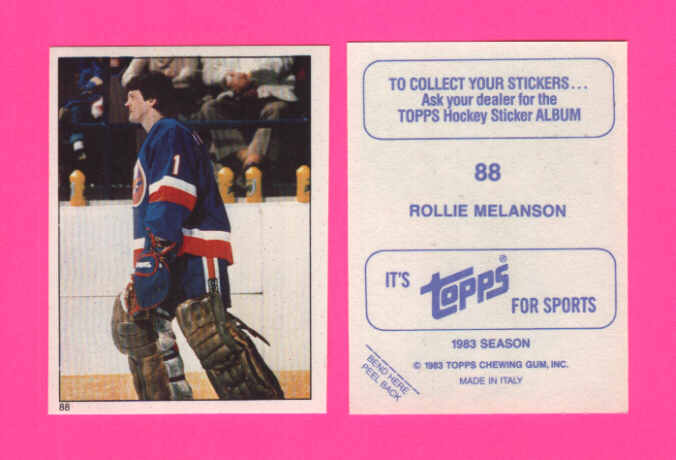 1
88
TO COLLECT YOUR STICKERS...
Ask your dealer for the
TOPPS Hockey Sticker ALBUM
88
ROLLIE MELANSON
IT'S topps® FOR SPORTS
1983 SEASON
© 1983 TOPPS CHEWING GUM, INC.
MADE IN ITALY
BEND HERE
PEEL BACK